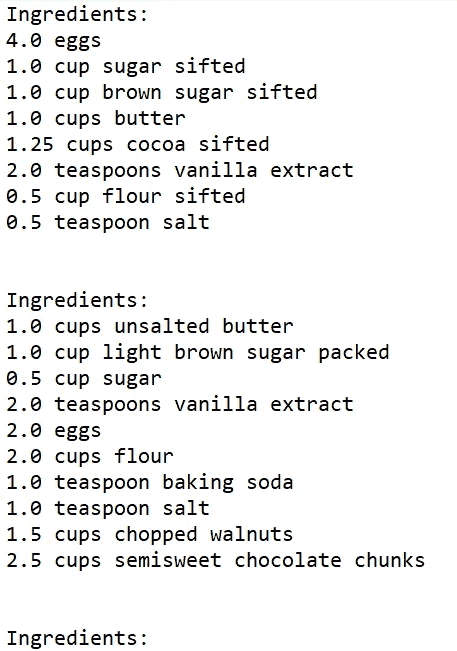 Ingredients:
4.0 eggs
1.0 cup sugar sifted
1.0 cup brown sugar sifted
1.0 cups butter
1.25 cups cocoa sifted
2.0 teaspoons vanilla extract
0.5 cup flour sifted
0.5 teaspoon salt
Ingredients:
1.0 cups unsalted butter
1.0 cup light brown sugar packed
0.5 cup sugar
2.0 teaspoons vanilla extract
2.0 eggs
2.0 cups flour
1.0 teaspoon baking soda
1.0 teaspoon salt
1.5 cups chopped walnuts
2.5 cups semisweet chocolate chunks
Ingredients: